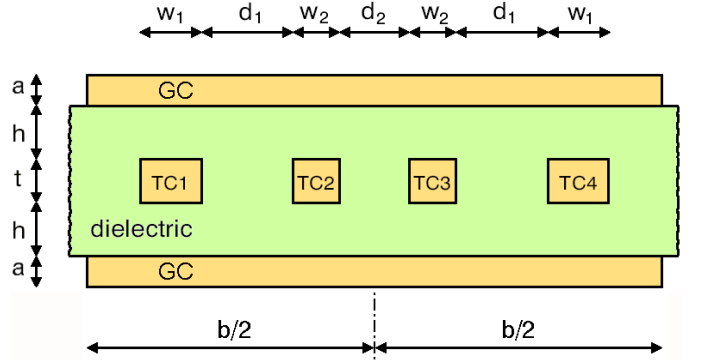 w₁ d₁ w₂ d₂ w₂ d₁ w₁
a GC
h
t TC1 TC2 TC3 TC4
h dielectric
a GC
b/2 b/2